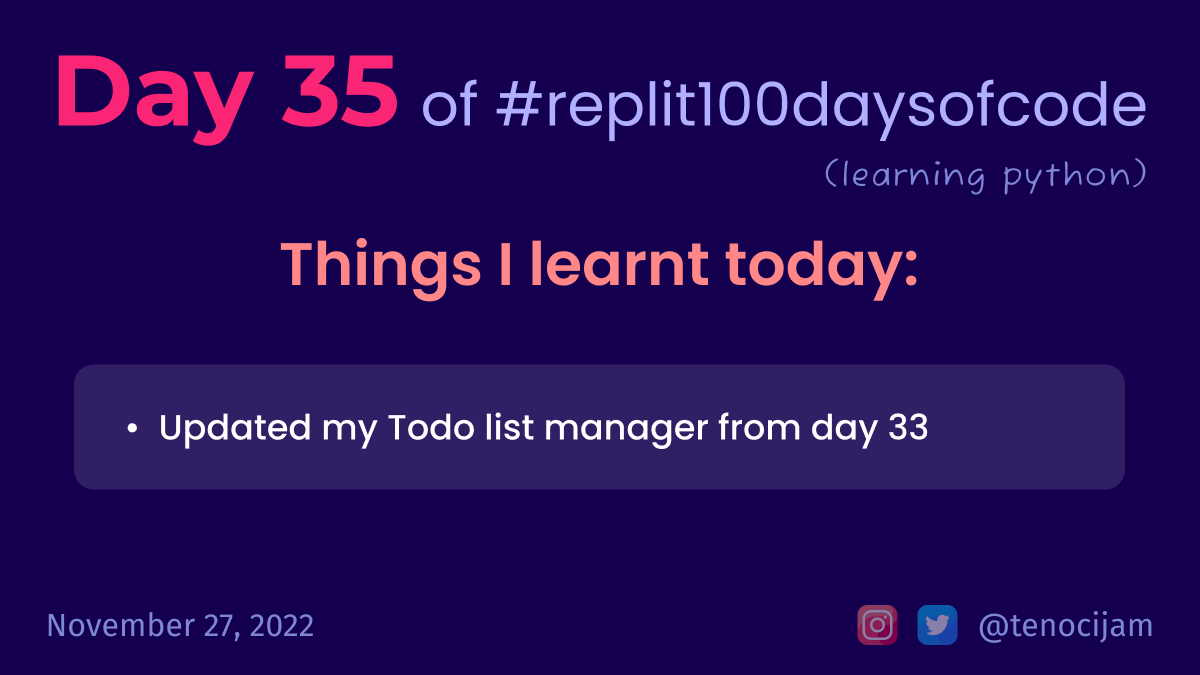 Day 35 of #replit100daysofcode
(learning python)
Things I learnt today:
• Updated my Todo list manager from day 33
November 27, 2022
@tenocijam